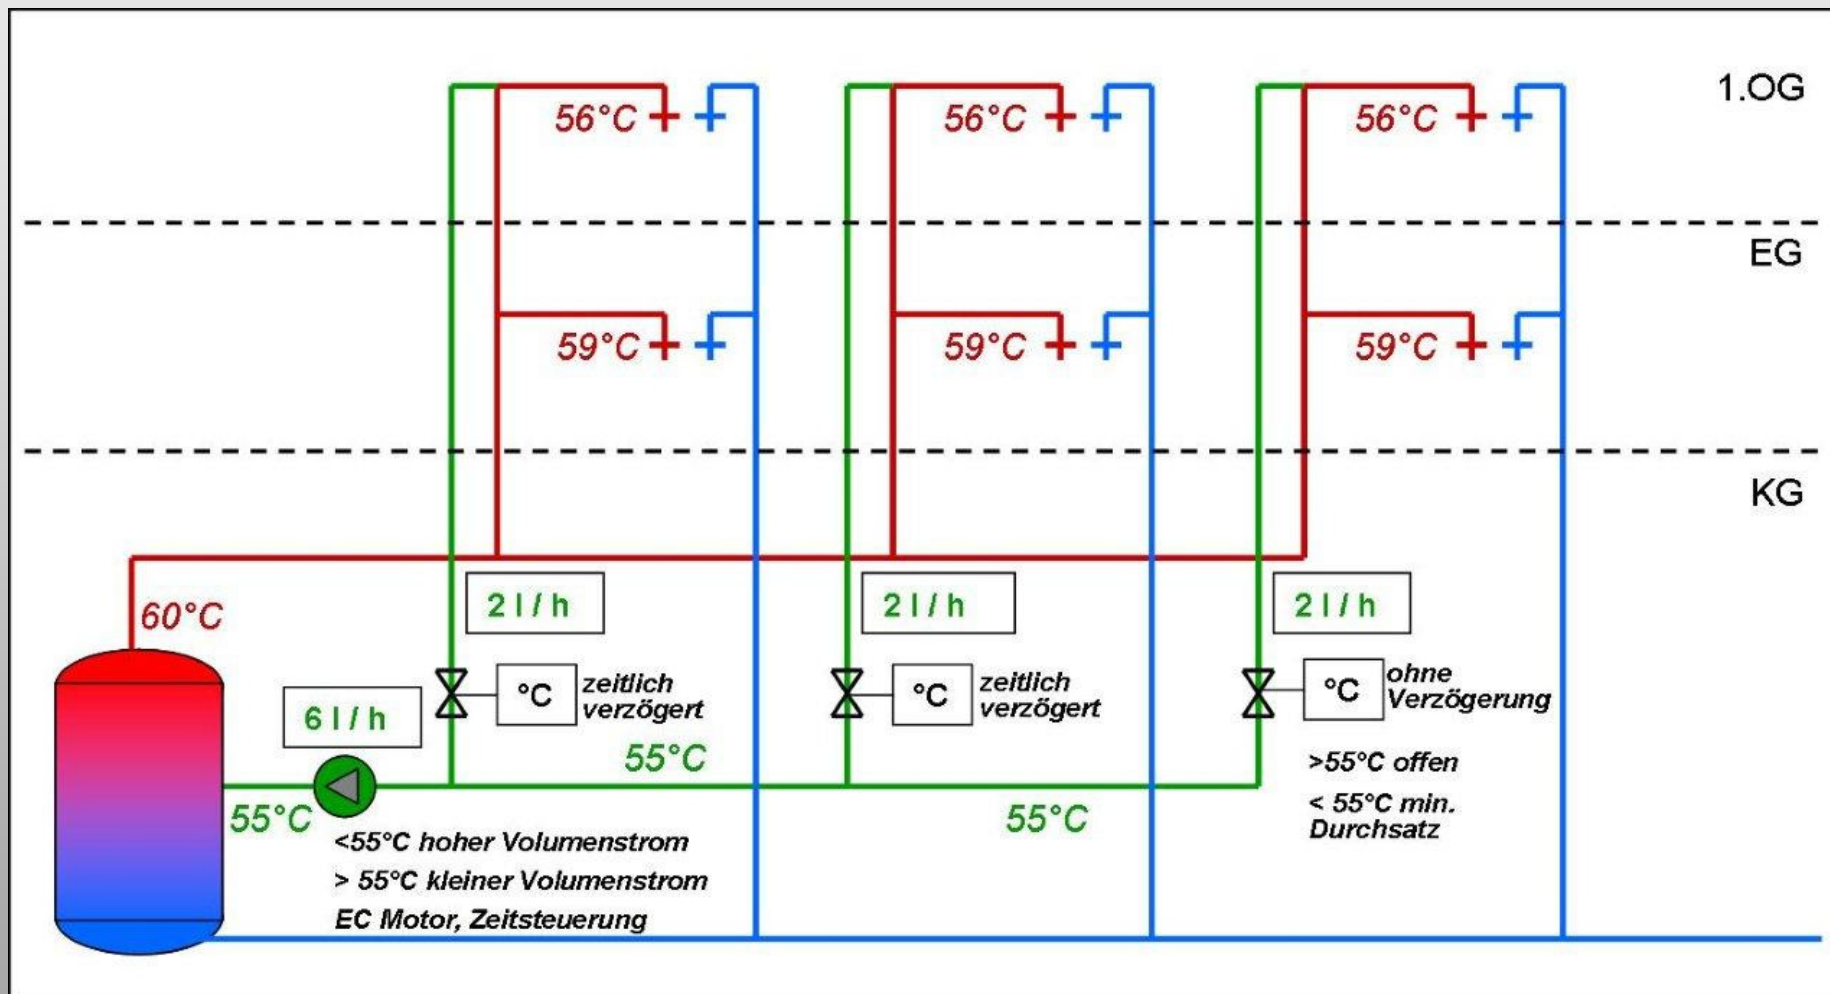 56°C
56°C
56°C
1.OG
EG
59°C
59°C
59°C
KG
60°C
2 l / h
2 l / h
2 l / h
6 l / h
°C
zeitlich
verzögert
°C
zeitlich
verzögert
°C
ohne
Verzögerung
55°C
55°C
55°C
>55°C offen
< 55°C min.
Durchsatz
<55°C hoher Volumenstrom
> 55°C kleiner Volumenstrom
EC Motor, Zeitsteuerung